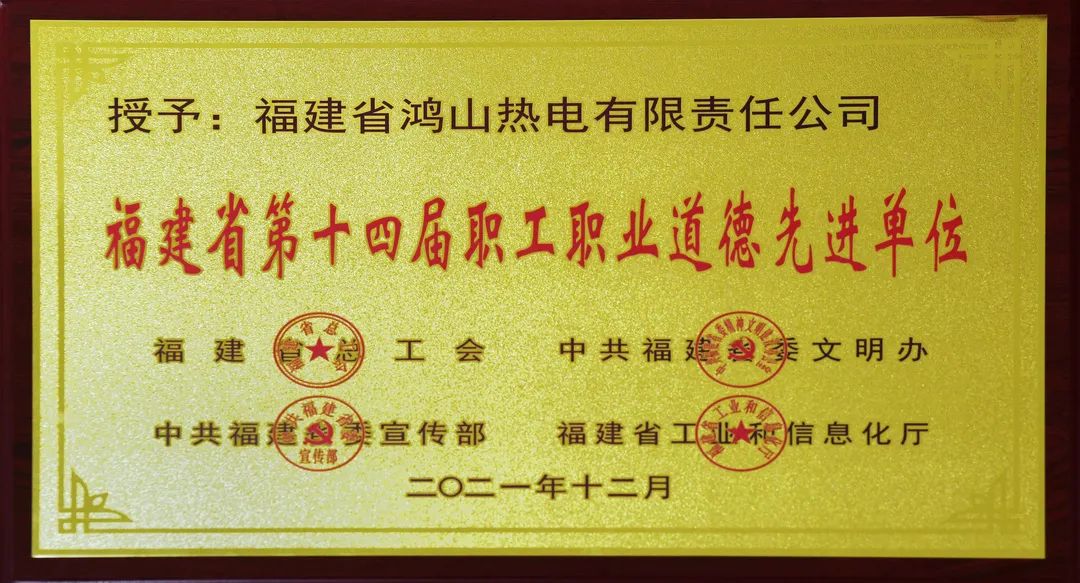 授予：福建省鸿山热电有限责任公司
福建省第十四届职工职业道德先进单位
福建省总工会 中共福建省委文明办
中共福建省委宣传部 福建省工业和信息化厅
二〇二一年十二月